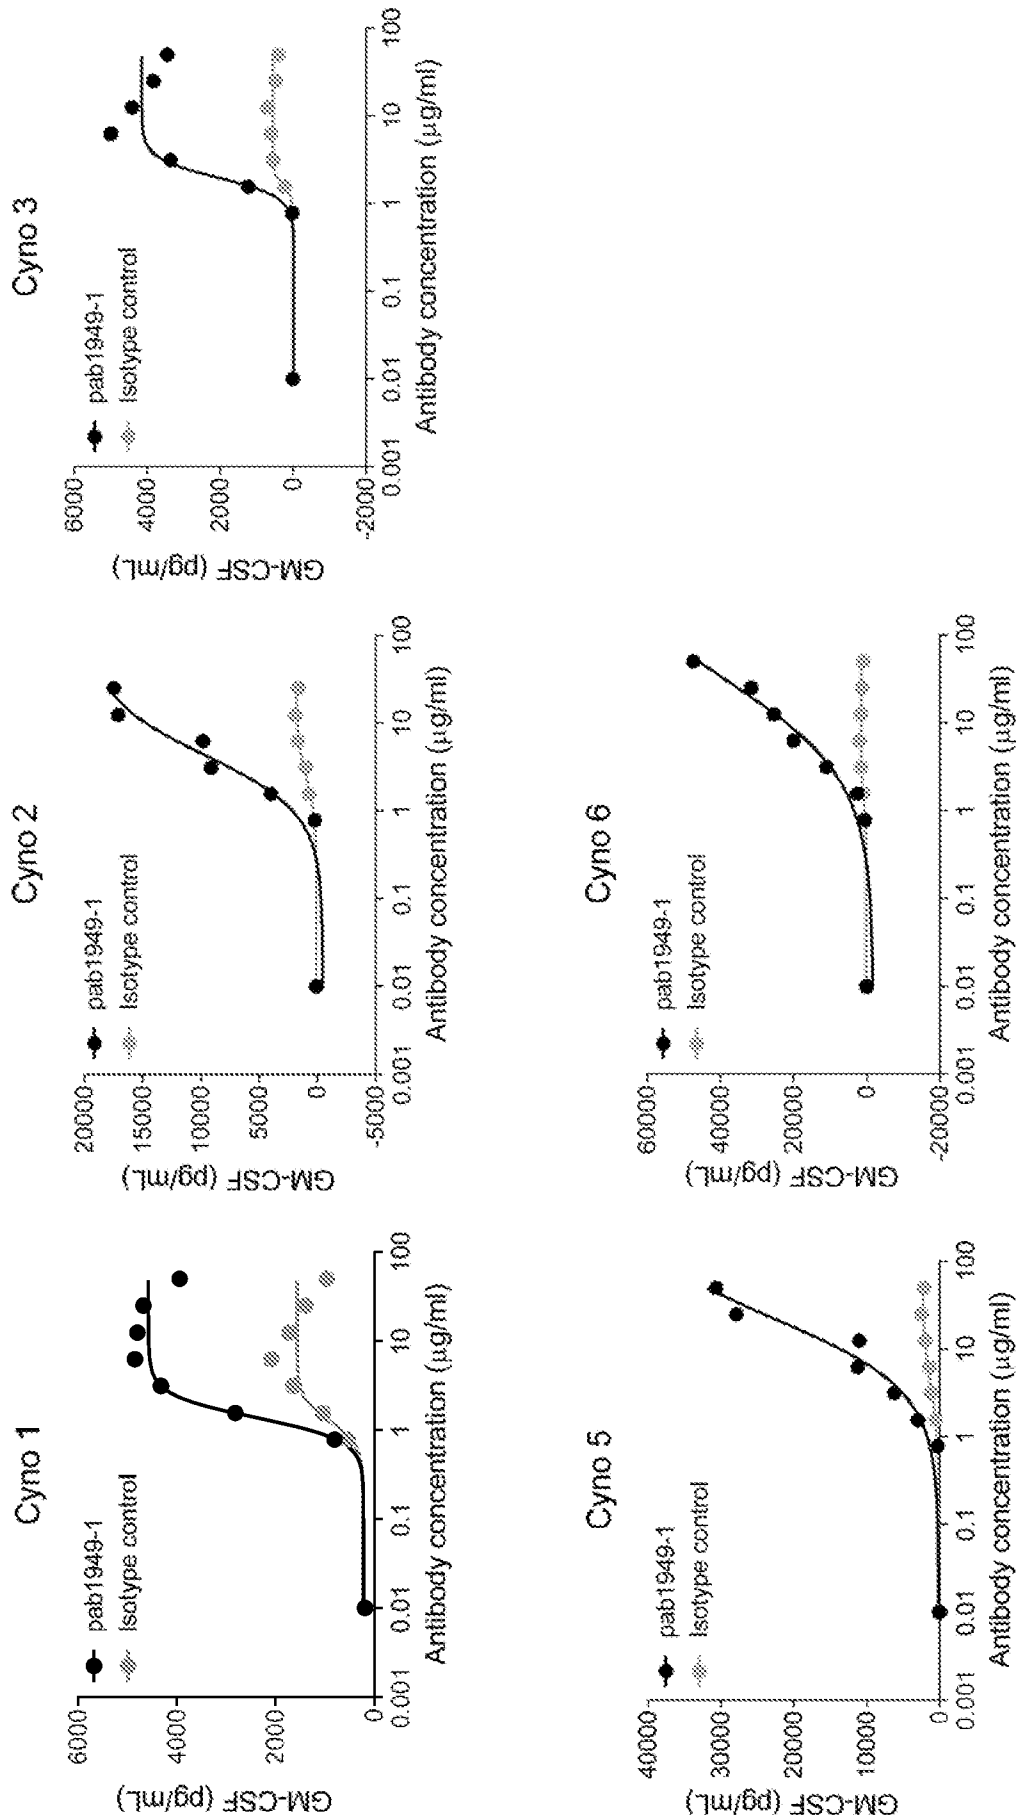 Cyno 1
pab1949-1
Isotype control
GM-CSF (pg/mL)
6000
4000
2000
0
0.001
0.01
0.1
1
10
100
Antibody concentration (µg/ml)
Cyno 2
pab1949-1
Isotype control
GM-CSF (pg/mL)
20000
15000
10000
5000
0
-5000
0.001
0.01
0.1
1
10
100
Antibody concentration (µg/ml)
Cyno 3
pab1949-1
Isotype control
GM-CSF (pg/mL)
6000
4000
2000
0
-2000
0.001
0.01
0.1
1
10
100
Antibody concentration (µg/ml)
Cyno 5
pab1949-1
Isotype control
GM-CSF (pg/mL)
40000
30000
20000
10000
0
0.001
0.01
0.1
1
10
100
Antibody concentration (µg/ml)
Cyno 6
pab1949-1
Isotype control
GM-CSF (pg/mL)
60000
40000
20000
0
-20000
0.001
0.01
0.1
1
10
100
Antibody concentration (µg/ml)